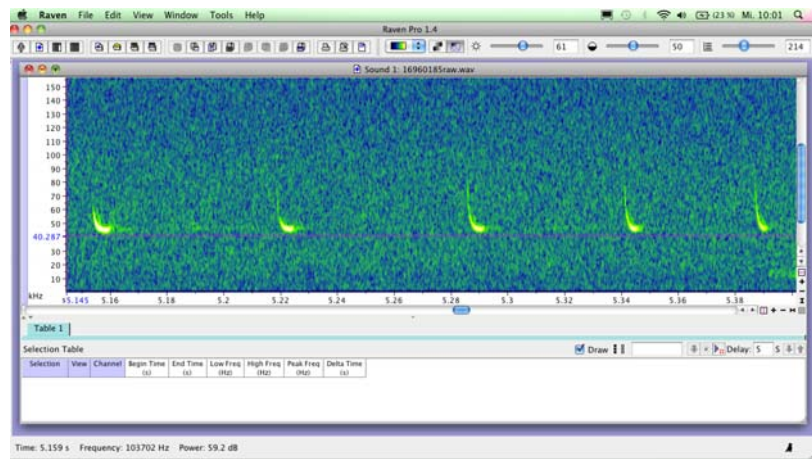 Raven File Edit View Window Tools Help (23 %) Mi. 10:01
Raven Pro 1.4
61 50 214
Sound 1: 16960185raw.wav
150
140
130
120
110
100
90
80
70
60
50
40.287
30
20
10
kHz s5.145 5.16 5.18 5.2 5.22 5.24 5.26 5.28 5.3 5.32 5.34 5.36 5.38
Table 1
Selection Table Draw Delay: 5 S
Selection View Channel Begin Time (s) End Time (s) Low Freq (Hz) High Freq (Hz) Peak Freq (Hz) Delta Time (s)
Time: 5.159 s Frequency: 103702 Hz Power: 59.2 dB